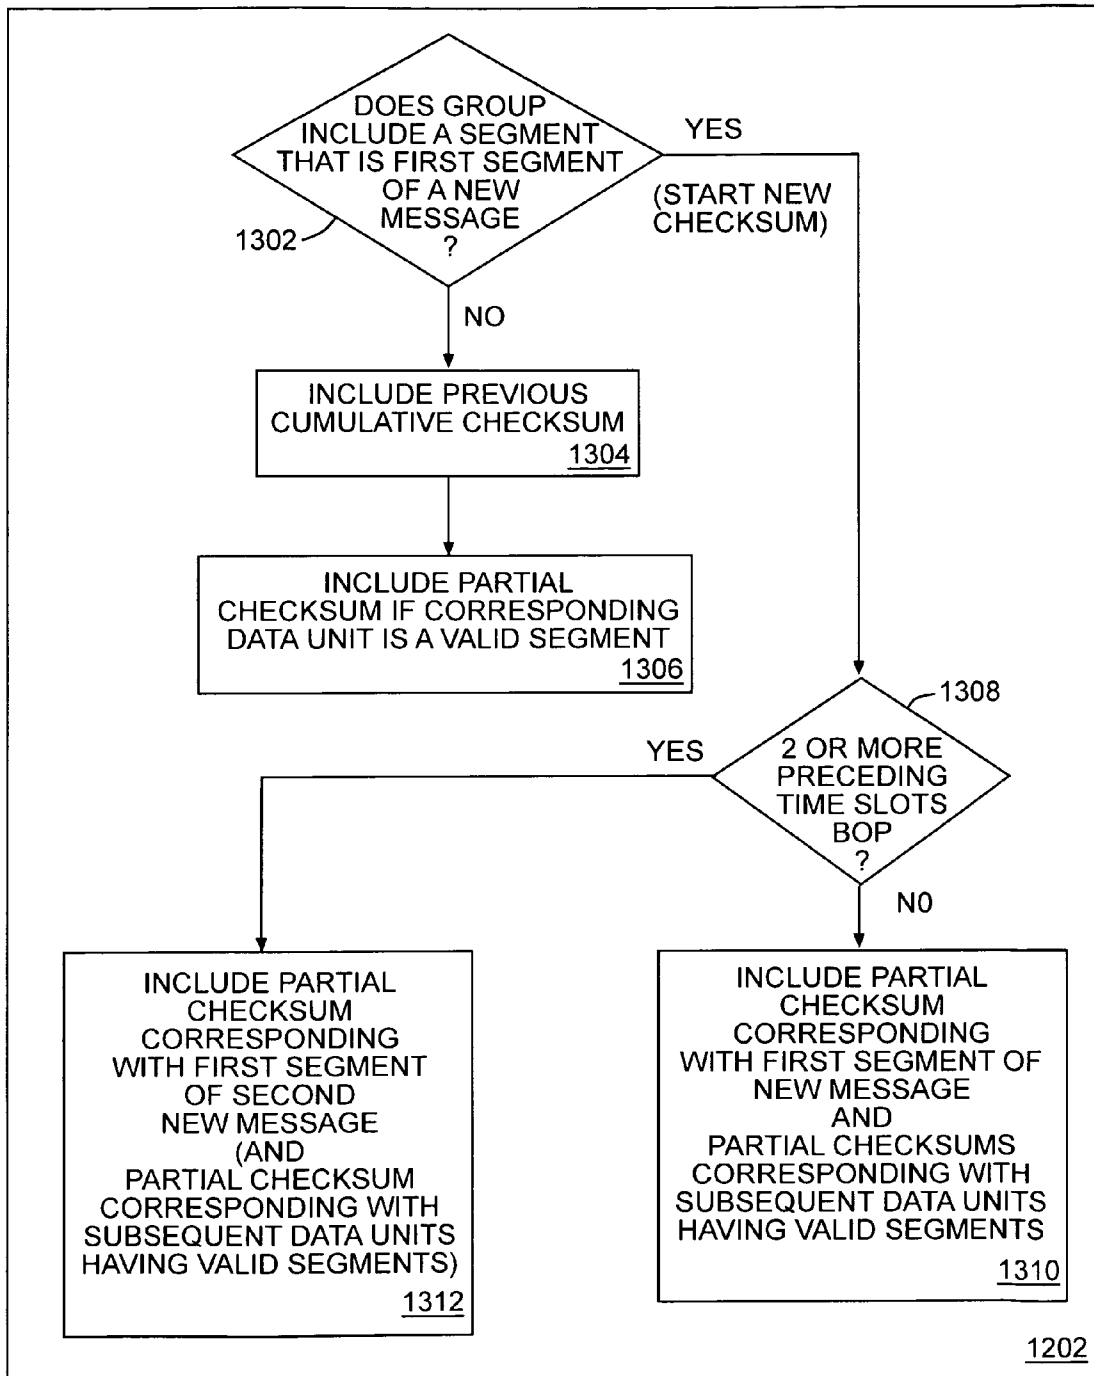 DOES GROUP
INCLUDE A SEGMENT
THAT IS FIRST SEGMENT
OF A NEW
MESSAGE
?
1302
YES
(START NEW
CHECKSUM)
NO
INCLUDE PREVIOUS
CUMULATIVE CHECKSUM
1304
INCLUDE PARTIAL
CHECKSUM IF CORRESPONDING
DATA UNIT IS A VALID SEGMENT
1306
1308
2 OR MORE
PRECEDING
TIME SLOTS
BOP
?
YES
N0
INCLUDE PARTIAL
CHECKSUM
CORRESPONDING
WITH FIRST SEGMENT
OF SECOND
NEW MESSAGE
(AND
PARTIAL CHECKSUM
CORRESPONDING WITH
SUBSEQUENT DATA UNITS
HAVING VALID SEGMENTS)
1312
INCLUDE PARTIAL
CHECKSUM
CORRESPONDING
WITH FIRST SEGMENT OF
NEW MESSAGE
AND
PARTIAL CHECKSUMS
CORRESPONDING WITH
SUBSEQUENT DATA UNITS
HAVING VALID SEGMENTS
1310
1202